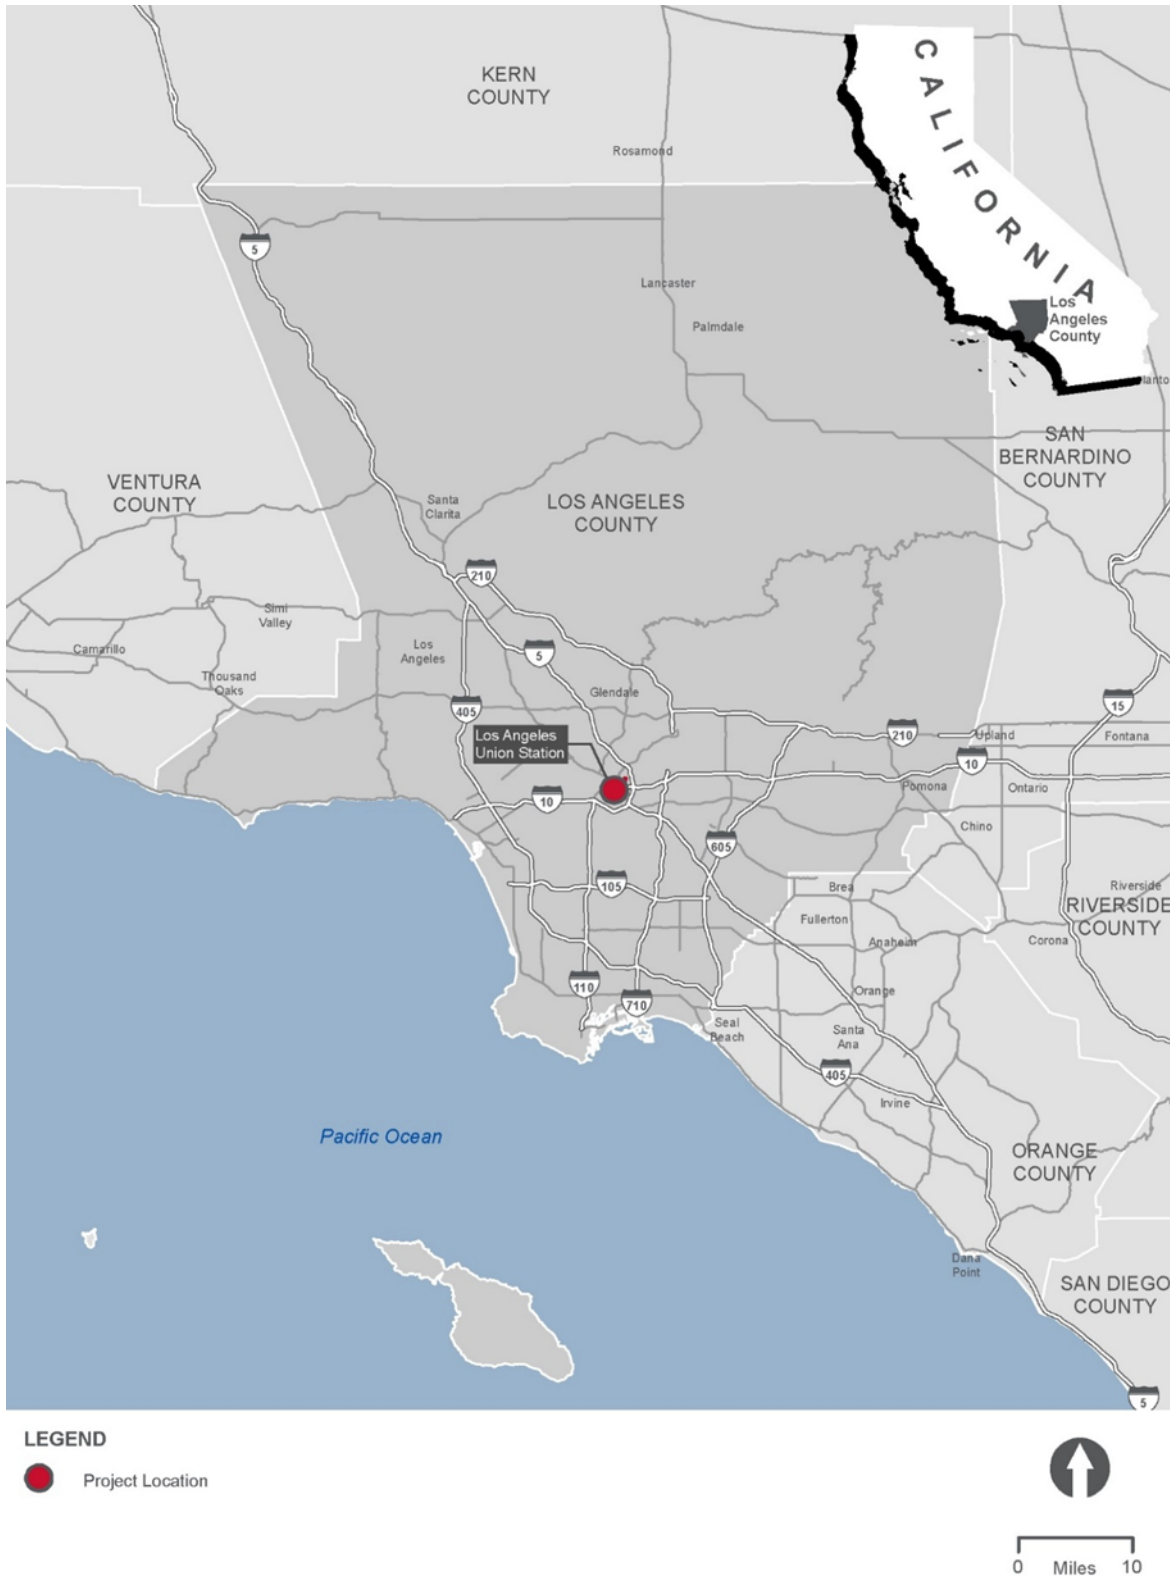 KERN
COUNTY
CALIFORNIA
Rosamond
5
Lancaster
Palmdale
Los
Angeles
County
SAN
BERNARDINO
COUNTY
VENTURA
COUNTY
Santa
Clarita
LOS ANGELES
COUNTY
210
Simi
Valley
Camarillo
Los
Angeles
5
Thousand
Oaks
Glendale
405
15
Los Angeles
Union Station
210
Upland
Fontana
10
10
Pomona
Ontario
Chino
605
105
Brea
Riverside
RIVERSIDE
COUNTY
Fullerton
Anaheim
Corona
110
710
Orange
Seal
Beach
Santa
Ana
405
Irvine
Pacific Ocean
ORANGE
COUNTY
Dana
Point
SAN DIEGO
COUNTY
5
LEGEND
Project Location
0 Miles 10